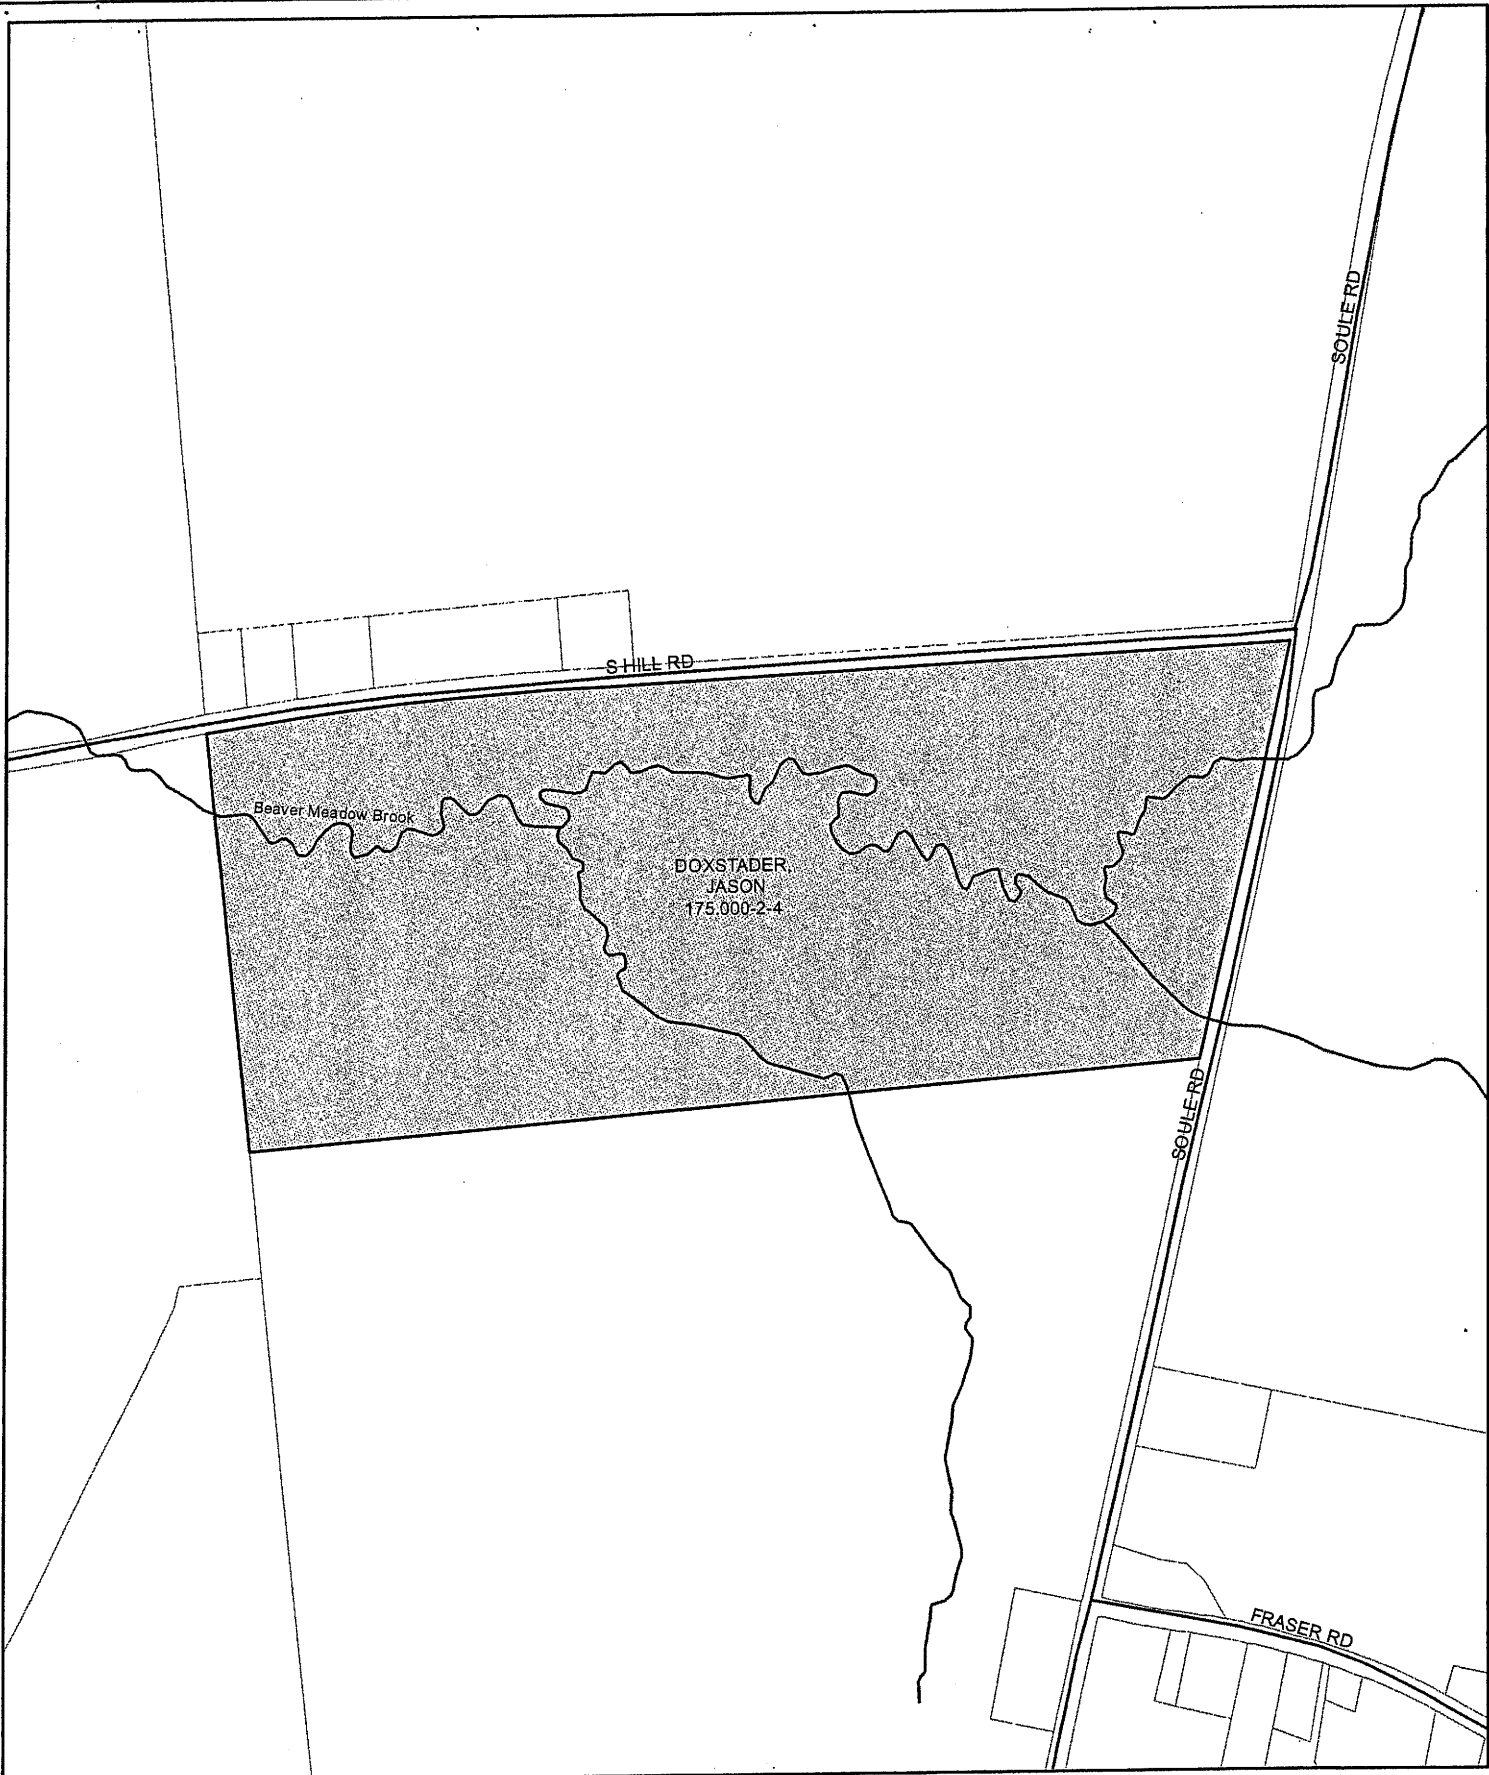 SOULE RD
S HILL RD
Beaver Meadow Brook
DOXSTADER,
JASON
175.000-2-4
SOULE RD
FRASER RD